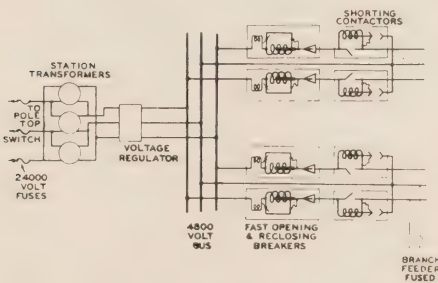 SHORTING
CONTACTORS
STATION
TRANSFORMERS
TO
POLE
TOP
SWITCH
VOLTAGE
REGULATOR
24000
VOLT
FUSES
4800
VOLT
BUS
FAST OPENING
& RECLOSING
BREAKERS
BRANCH
FEEDER
FUSED